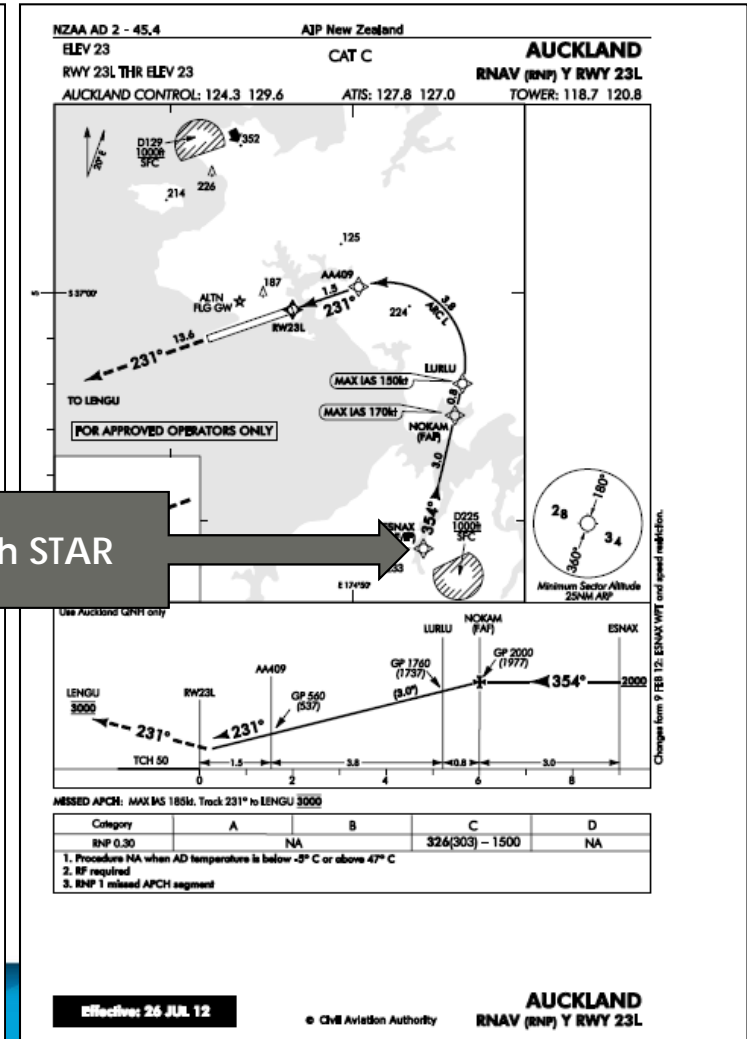 NZAA AD 2 - 45.4
AIP New Zealand
ELEV 23
CAT C
AUCKLAND
RWY 23L THR ELEV 23
RNAV (RNP) Y RWY 23L
AUCKLAND CONTROL: 124.3 129.6
ATIS: 127.8 127.0
TOWER: 118.7 120.8
20° E
D129
1000ft
SFC
352
226
214
125
AA409
187
ALTN
FLG GW
1.5
231°
RW23L
224
3.8
ARC L
S 37°00'
13.6
231°
TO LENGU
LURLU
MAX IAS 150kt
0.8
MAX IAS 170kt
NOKAM
(FAF)
FOR APPROVED OPERATORS ONLY
3.0
354°
D225
1000ft
SFC
STAR
E 174°50'
180°
28
34
360°
Minimum Sector Altitude
25NM ARP
Changes form 9 FEB 12: ESNAX WPT and speed restriction.
Use Auckland QNH only
LURLU
NOKAM
(FAF)
ESNAX
AA409
GP 1760
(1737)
GP 2000
(1977)
LENGU
3000
RW23L
GP 560
(537)
(3.0°)
354°
2000
231°
231°
TCH 50
1.5
3.8
0.8
3.0
0 2 4 6 8
MISSED APCH: MAX IAS 185kt. Track 231° to LENGU 3000
Category A B C D
RNP 0.30 NA 326(303) – 1500 NA
1. Procedure NA when AD temperature is below -5° C or above 47° C
2. RF required
3. RNP 1 missed APCH segment
Effective: 26 JUL 12
© Civil Aviation Authority
AUCKLAND
RNAV (RNP) Y RWY 23L